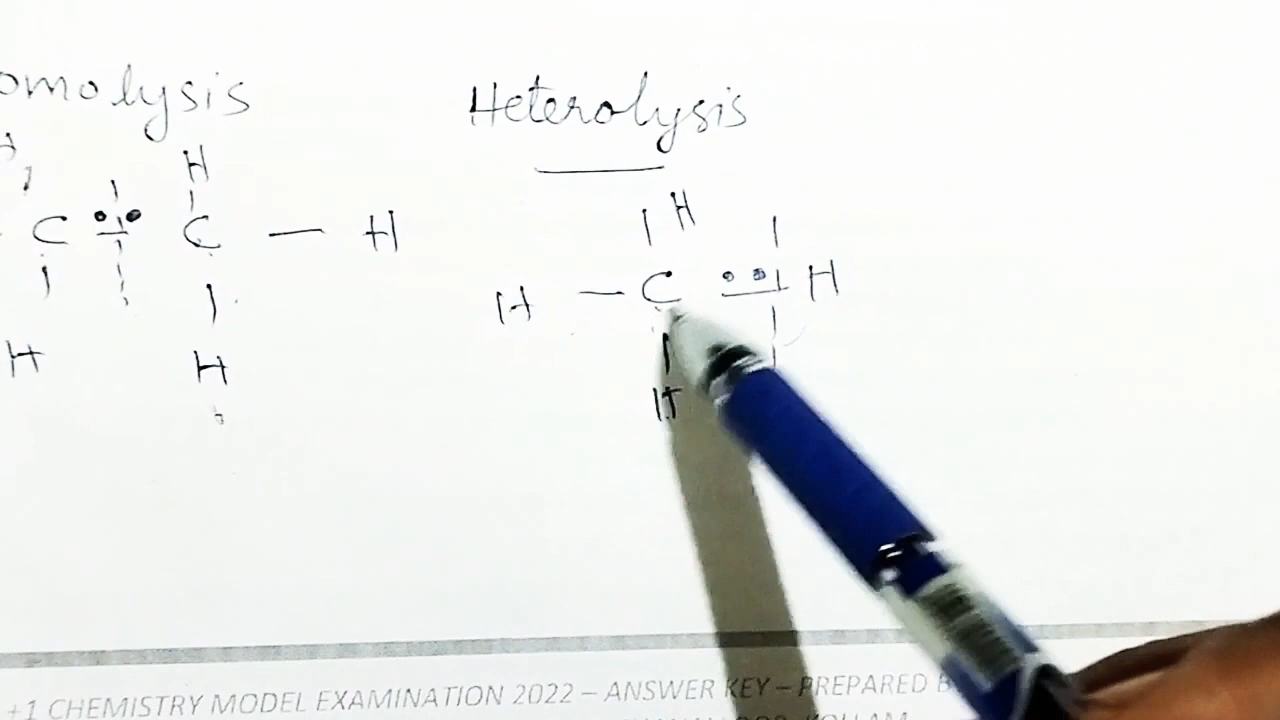 omolysis
Heterolysis
H
H
C C — H
H — C H
H H
H
+1 CHEMISTRY MODEL EXAMINATION 2022 – ANSWER KEY – PREPARED B